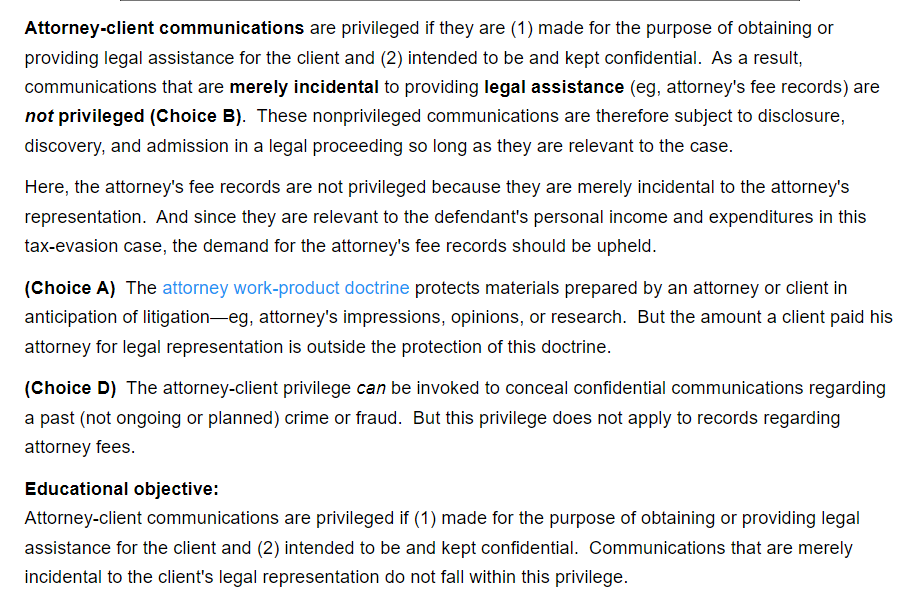 Attorney-client communications are privileged if they are (1) made for the purpose of obtaining or
providing legal assistance for the client and (2) intended to be and kept confidential.  As a result,
communications that are merely incidental to providing legal assistance (eg, attorney's fee records) are
not privileged (Choice B).  These nonprivileged communications are therefore subject to disclosure,
discovery, and admission in a legal proceeding so long as they are relevant to the case.
Here, the attorney's fee records are not privileged because they are merely incidental to the attorney's
representation.  And since they are relevant to the defendant's personal income and expenditures in this
tax-evasion case, the demand for the attorney's fee records should be upheld.
(Choice A)  The attorney work-product doctrine protects materials prepared by an attorney or client in
anticipation of litigation—eg, attorney's impressions, opinions, or research.  But the amount a client paid his
attorney for legal representation is outside the protection of this doctrine.
(Choice D)  The attorney-client privilege can be invoked to conceal confidential communications regarding
a past (not ongoing or planned) crime or fraud.  But this privilege does not apply to records regarding
attorney fees.
Educational objective:
Attorney-client communications are privileged if (1) made for the purpose of obtaining or providing legal
assistance for the client and (2) intended to be and kept confidential.  Communications that are merely
incidental to the client's legal representation do not fall within this privilege.